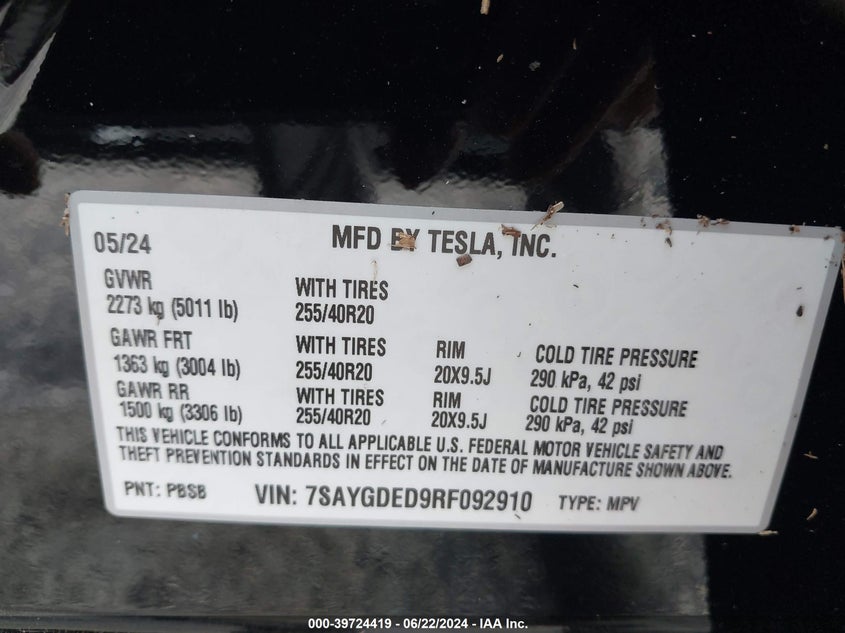 05/24 MFD BY TESLA, INC.
GVWR
2273 kg (5011 lb) WITH TIRES
255/40R20
GAWR FRT
1363 kg (3004 lb) WITH TIRES
255/40R20 RIM
20X9.5J COLD TIRE PRESSURE
290 kPa, 42 psi
GAWR RR
1500 kg (3306 lb) WITH TIRES
255/40R20 RIM
20X9.5J COLD TIRE PRESSURE
290 kPa, 42 psi
THIS VEHICLE CONFORMS TO ALL APPLICABLE U.S. FEDERAL MOTOR VEHICLE SAFETY AND
THEFT PREVENTION STANDARDS IN EFFECT ON THE DATE OF MANUFACTURE SHOWN ABOVE.
PNT: PBSB VIN: 7SAYGDED9RF092910 TYPE: MPV
000-39724419 - 06/22/2024 - IAA Inc.